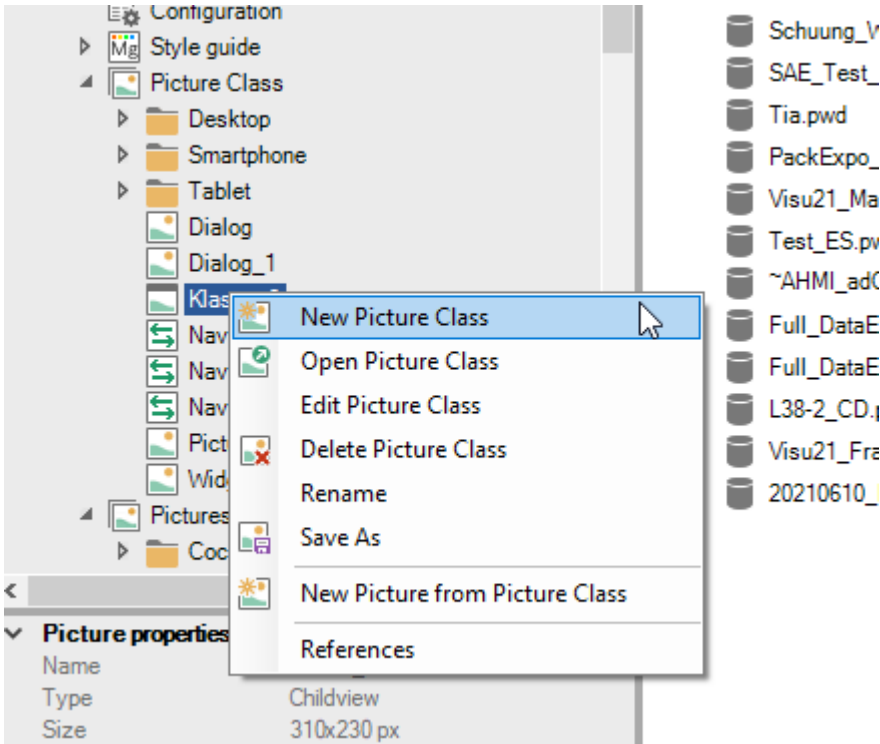 Configuration
Style guide
Picture Class
Desktop
Smartphone
Tablet
Dialog
Dialog_1
New Picture Class
Open Picture Class
Edit Picture Class
Delete Picture Class
Rename
Save As
New Picture from Picture Class
References
Pictures
Picture properties
Name
Type Childview
Size 310x230 px
Schuung_
SAE_Test_
Tia.pwd
PackExpo_
Visu21_Ma
Test_ES.pw
~AHMI_ad
Full_DataE
Full_DataE
L38-2_CD.p
Visu21_Fra
20210610_